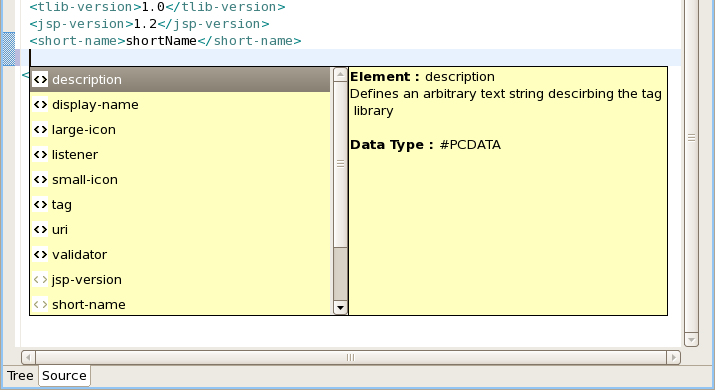 <tlib-version>1.0</tlib-version>
<jsp-version>1.2</jsp-version>
<short-name>shortName</short-name>
<
<> description
<> display-name
<> large-icon
<> listener
<> small-icon
<> tag
<> uri
<> validator
<> jsp-version
<> short-name
Element : description
Defines an arbitrary text string descirbing the tag
library
Data Type : #PCDATA
Tree Source